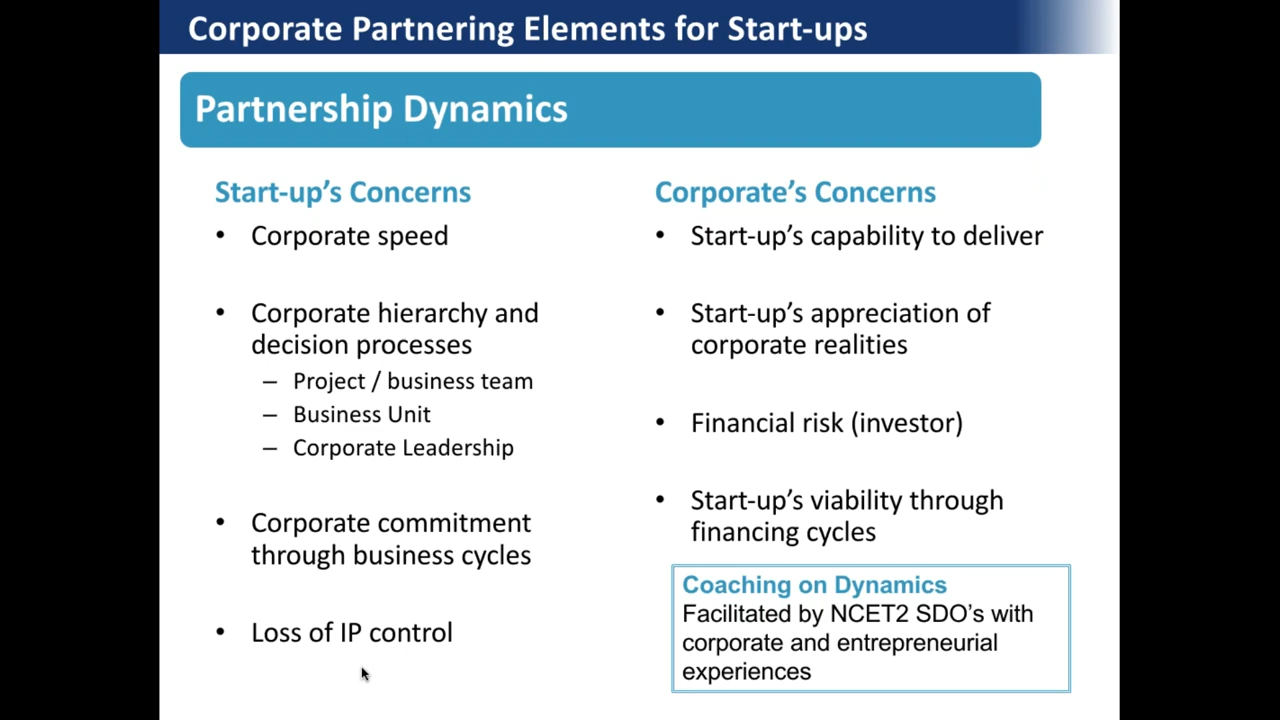 Corporate Partnering Elements for Start-ups
Partnership Dynamics
Start-up’s Concerns
• Corporate speed
• Corporate hierarchy and
decision processes
– Project / business team
– Business Unit
– Corporate Leadership
• Corporate commitment
through business cycles
• Loss of IP control
Corporate’s Concerns
• Start-up’s capability to deliver
• Start-up’s appreciation of
corporate realities
• Financial risk (investor)
• Start-up’s viability through
financing cycles
Coaching on Dynamics
Facilitated by NCET2 SDO’s with
corporate and entrepreneurial
experiences